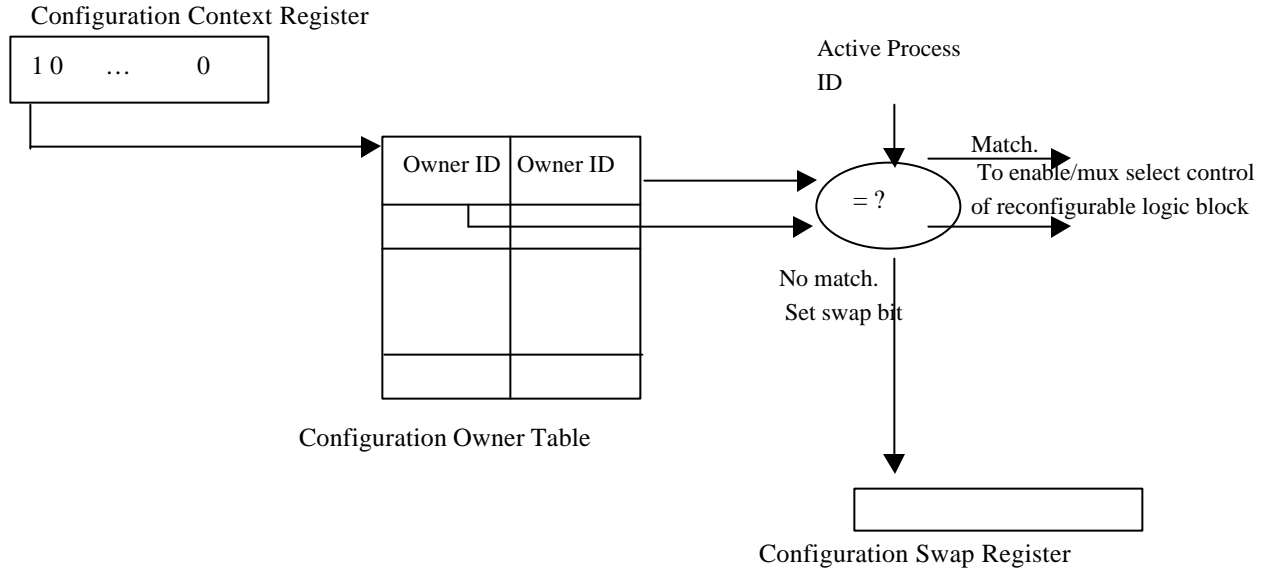 Configuration Context Register
1 0 … 0
Active Process
ID
Owner ID Owner ID
= ?
Match.
To enable/mux select control
of reconfigurable logic block
No match.
Set swap bit
Configuration Owner Table
Configuration Swap Register